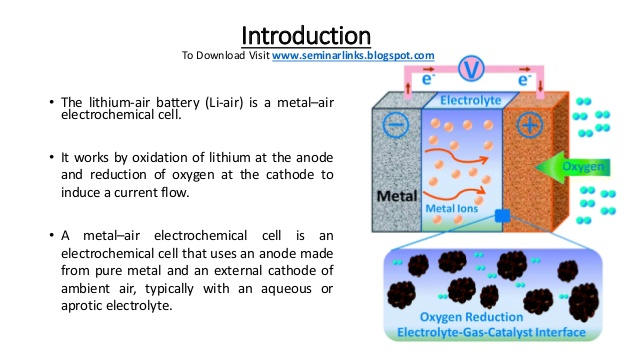 Introduction
To Download Visit www.seminarlinks.blogspot.com
• The lithium-air battery (Li-air) is a metal–air
electrochemical cell.
• It works by oxidation of lithium at the anode
and reduction of oxygen at the cathode to
induce a current flow.
• A metal–air electrochemical cell is an
electrochemical cell that uses an anode made
from pure metal and an external cathode of
ambient air, typically with an aqueous or
aprotic electrolyte.
V
e-
e-
Electrolyte
−
+
Oxygen
Metal
Metal Ions
Oxygen Reduction
Electrolyte-Gas-Catalyst Interface